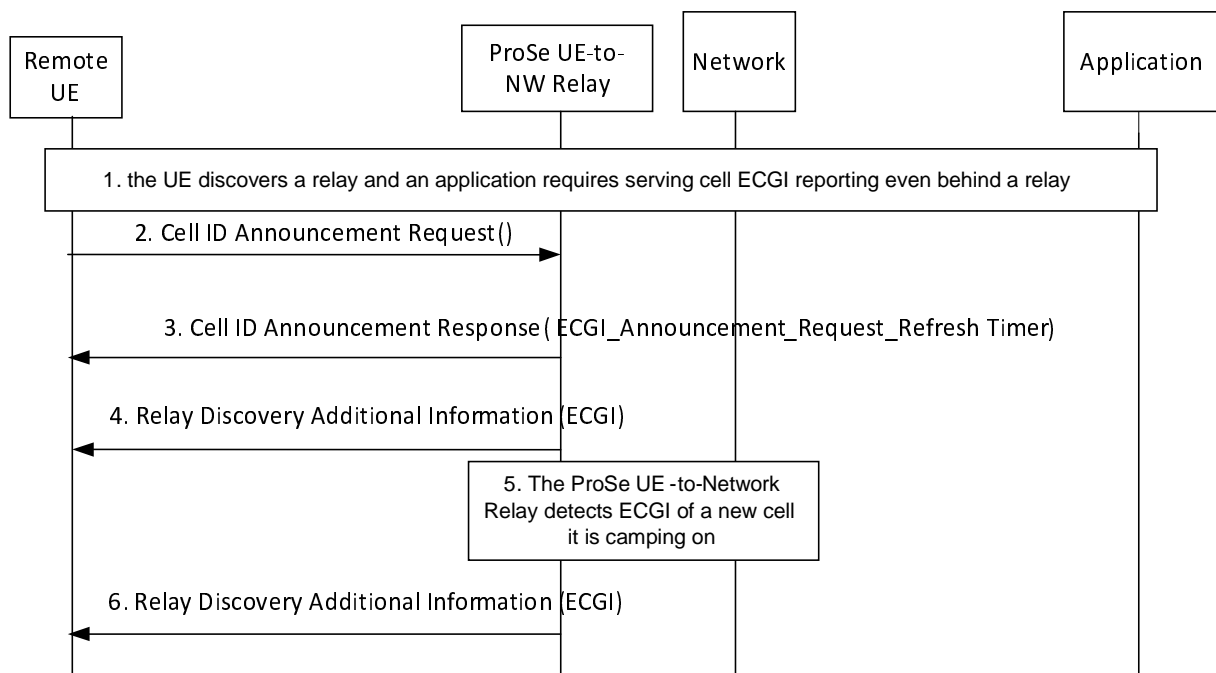 Remote
UE
ProSe UE-to-
NW Relay
Network
Application
1. the UE discovers a relay and an application requires serving cell ECGI reporting even behind a relay
2. Cell ID Announcement Request()
3. Cell ID Announcement Response( ECGI_Announcement_Request_Refresh Timer)
4. Relay Discovery Additional Information (ECGI)
5. The ProSe UE -to-Network
Relay detects ECGI of a new cell
it is camping on
6. Relay Discovery Additional Information (ECGI)